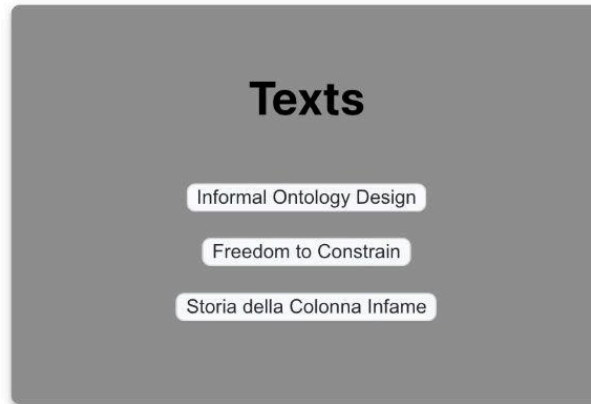 Texts
Informal Ontology Design
Freedom to Constrain
Storia della Colonna Infame